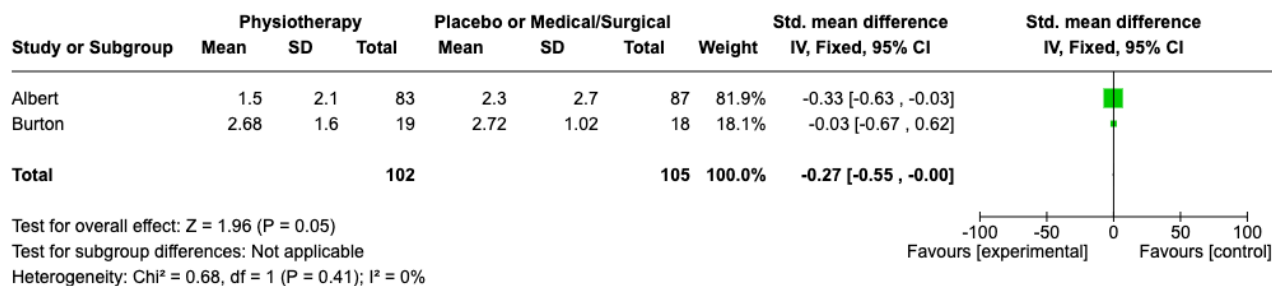 Physiotherapy Placebo or Medical/Surgical Std. mean difference Std. mean difference
Study or Subgroup Mean SD Total Mean SD Total Weight IV, Fixed, 95% CI IV, Fixed, 95% CI
Albert 1.5 2.1 83 2.3 2.7 87 81.9% -0.33 [-0.63 , -0.03]
Burton 2.68 1.6 19 2.72 1.02 18 18.1% -0.03 [-0.67 , 0.62]
Total 102 105 100.0% -0.27 [-0.55 , -0.00]
Test for overall effect: Z = 1.96 (P = 0.05)
Test for subgroup differences: Not applicable
Heterogeneity: Chi² = 0.68, df = 1 (P = 0.41); I² = 0%
-100 -50 0 50 100
Favours [experimental] Favours [control]